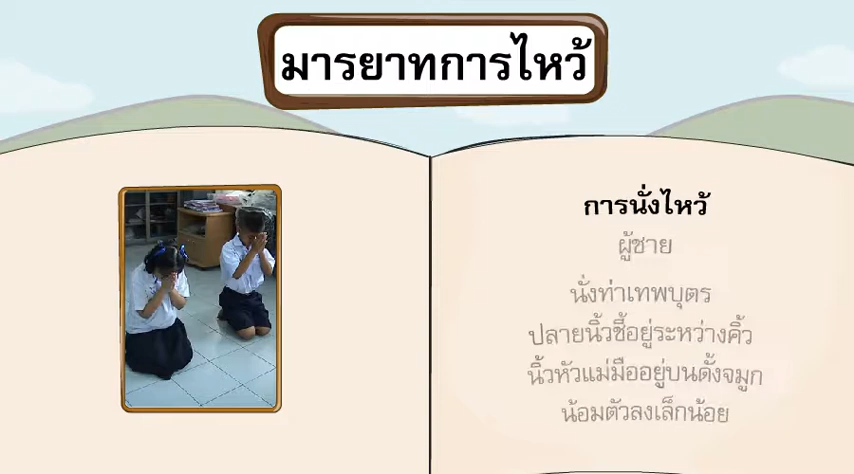 มารยาทการไหว้
การนั่งไหว้
ผู้ชาย
นั่งท่าเทพบุตร
ปลายนิ้วชี้อยู่ระหว่างคิ้ว
นิ้วหัวแม่มืออยู่บนดั้งจมูก
น้อมตัวลงเล็กน้อย